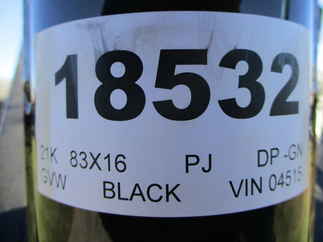 18532
21K 83X16 PJ DP-GN
GVW BLACK VIN 04515